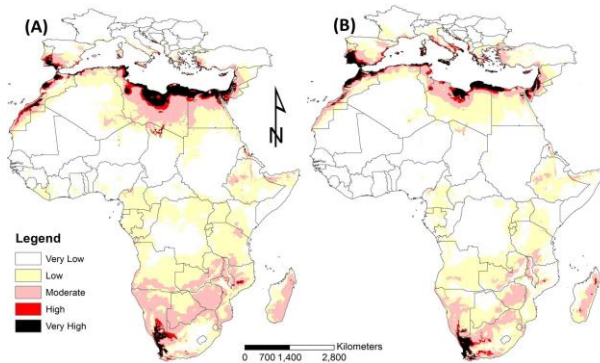 (A)
(B)
N
Legend
Very Low
Low
Moderate
High
Very High
Kilometers
0 700 1,400 2,800